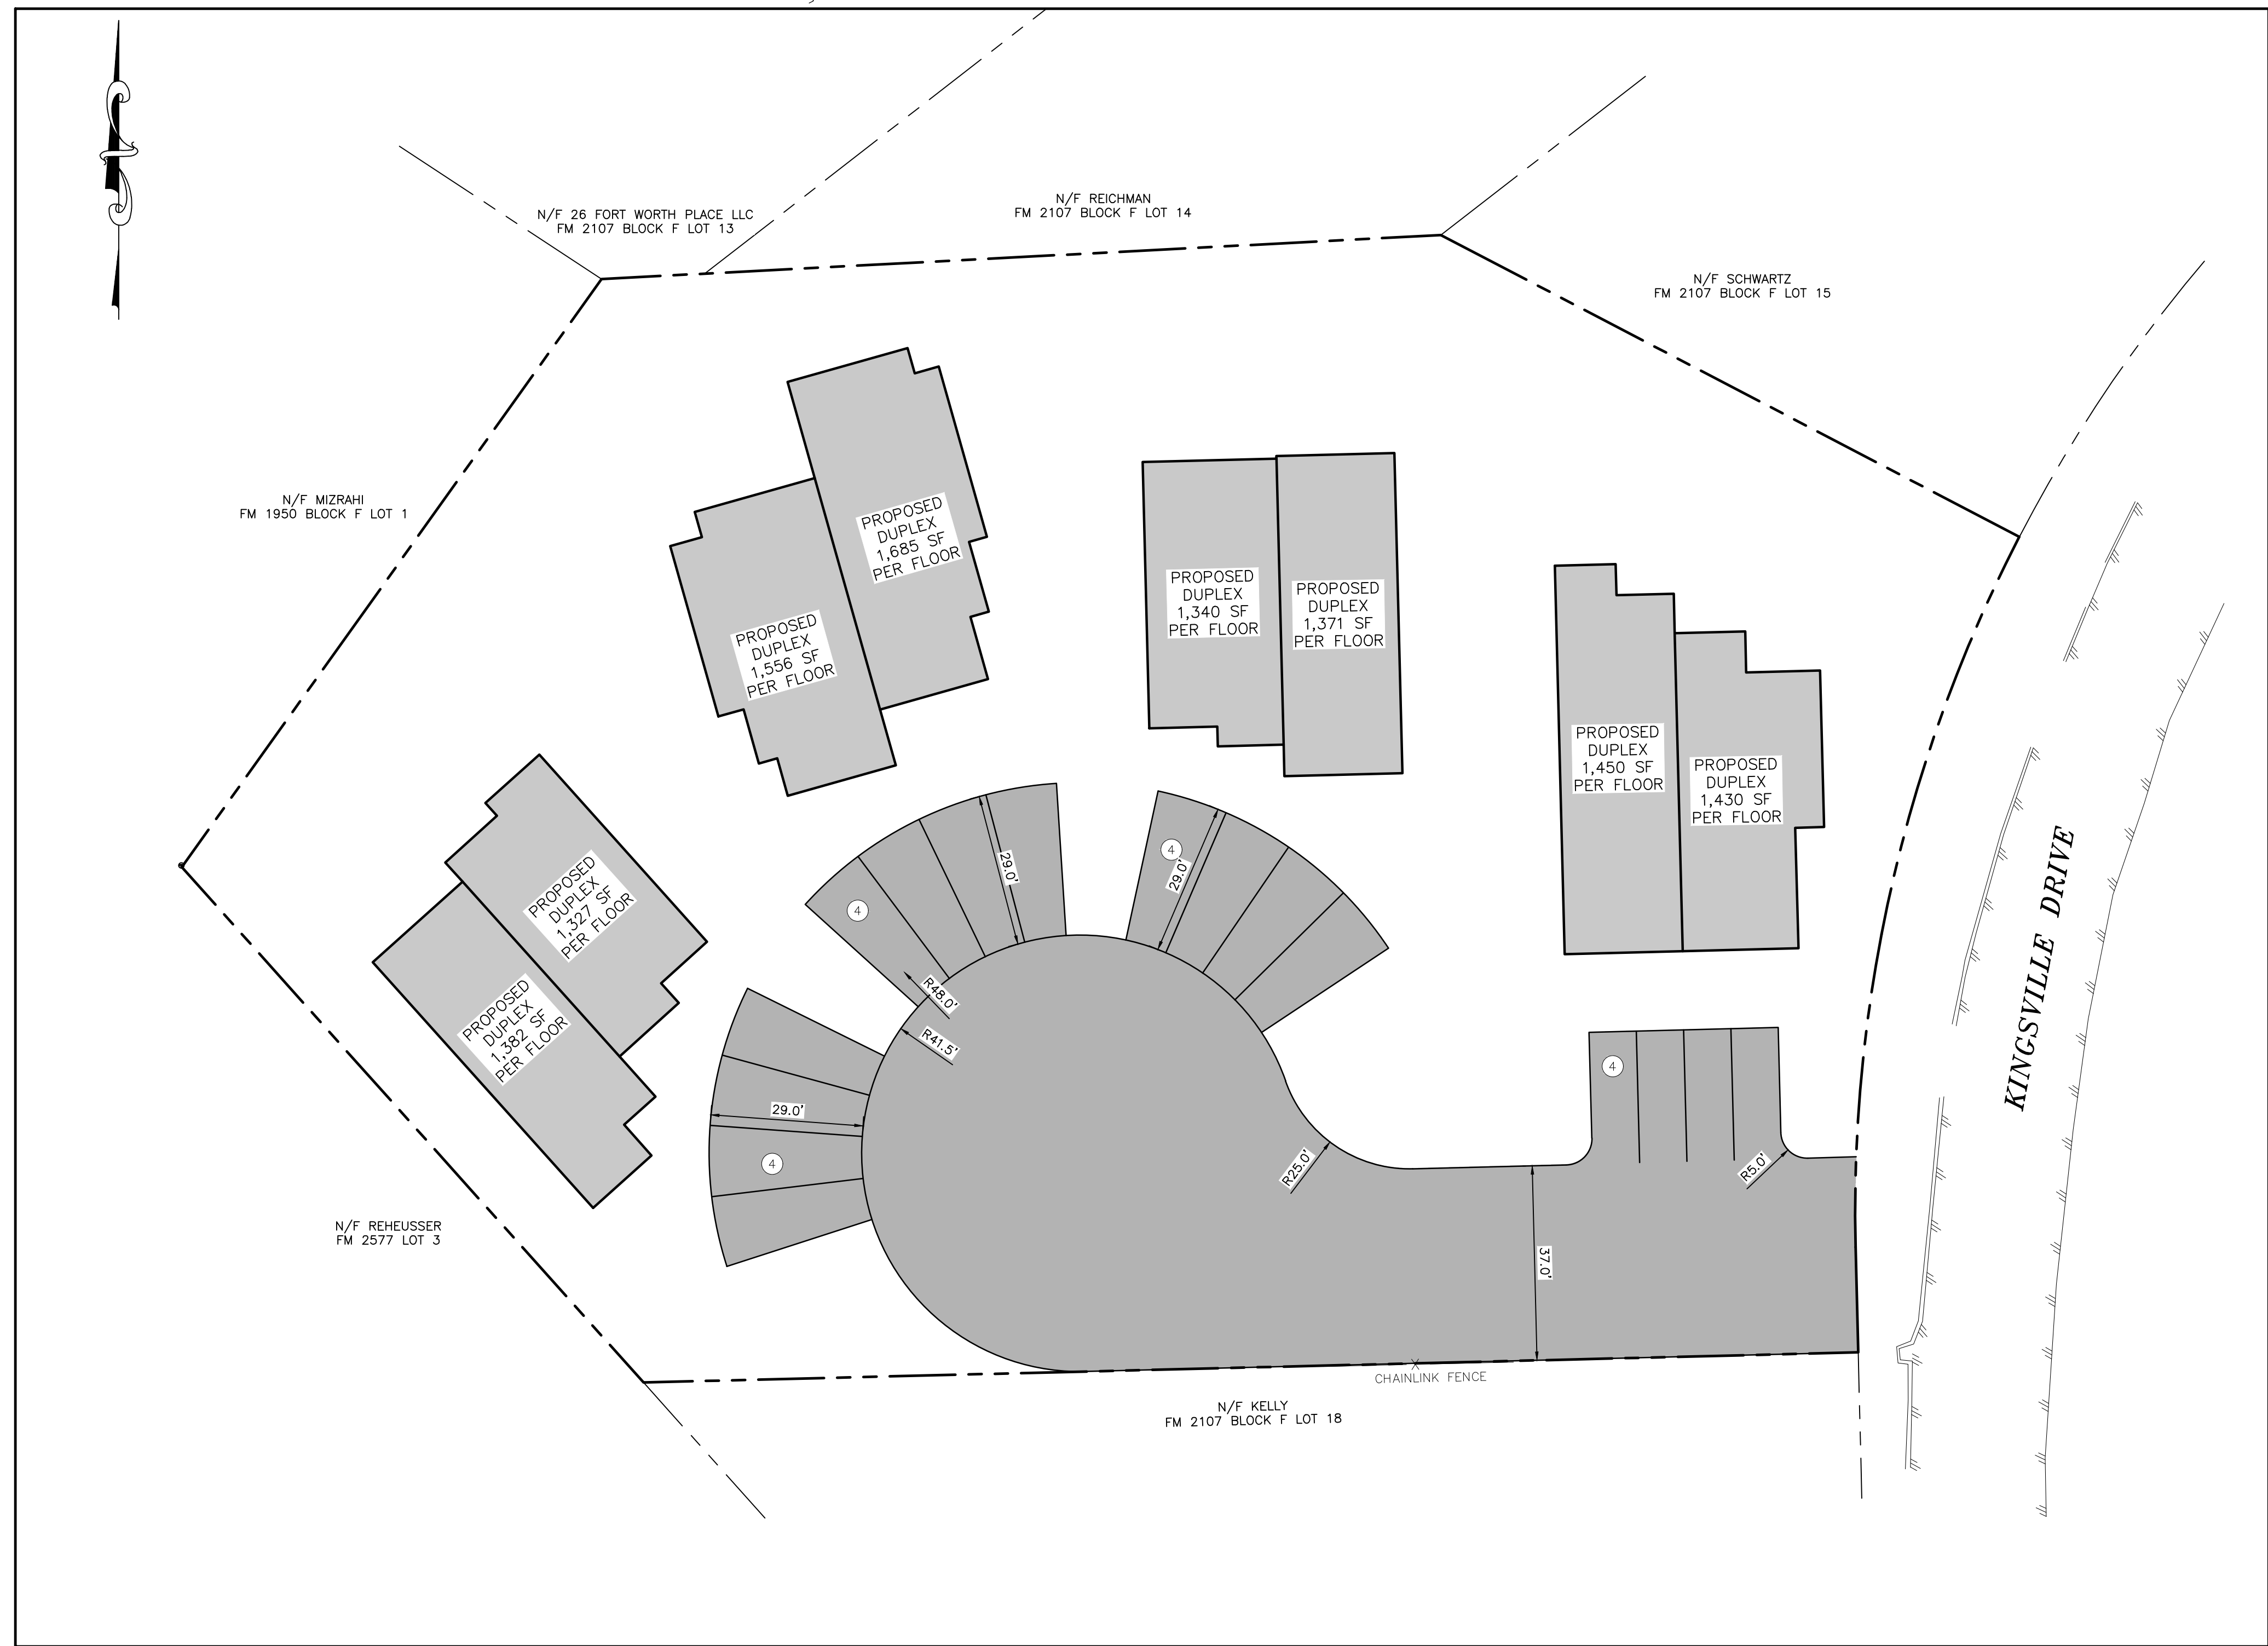 N/F 26 FORT WORTH PLACE LLC
FM 2107 BLOCK F LOT 13
N/F REICHMAN
FM 2107 BLOCK F LOT 14
N/F SCHWARTZ
FM 2107 BLOCK F LOT 15
N/F MIZRAHI
FM 1950 BLOCK F LOT 1
PROPOSED
DUPLEX
1,685 SF
PER FLOOR
PROPOSED
DUPLEX
1,556 SF
PER FLOOR
PROPOSED
DUPLEX
1,340 SF
PER FLOOR
PROPOSED
DUPLEX
1,371 SF
PER FLOOR
PROPOSED
DUPLEX
1,450 SF
PER FLOOR
PROPOSED
DUPLEX
1,430 SF
PER FLOOR
PROPOSED
DUPLEX
1,327 SF
PER FLOOR
PROPOSED
DUPLEX
1,382 SF
PER FLOOR
4
29.0'
4
29.0'
R48.0'
R41.5'
29.0'
4
4
R25.0'
R5.0'
37.0'
KINGSVILLE DRIVE
N/F REHEUSSER
FM 2577 LOT 3
CHAINLINK FENCE
N/F KELLY
FM 2107 BLOCK F LOT 18